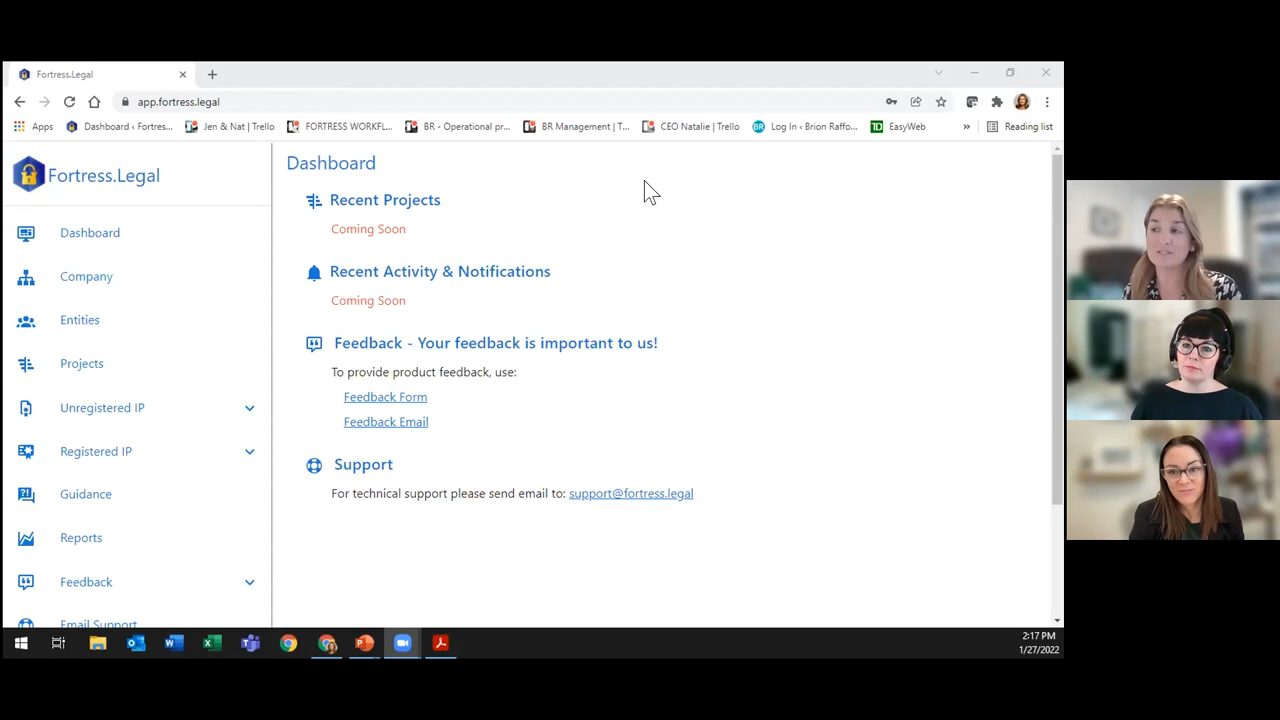 Fortress.Legal
app.fortress.legal
Apps
Dashboard ‹ Fortres...
Jen & Nat | Trello
FORTRESS WORKFL...
BR - Operational pr...
BR Management | T...
CEO Natalie | Trello
BR
Log In ‹ Brion Raffo...
TD
EasyWeb
»
Reading list
Fortress.Legal
Dashboard
Company
Entities
Projects
Unregistered IP
Registered IP
Guidance
Reports
Feedback
Email Support
Dashboard
Recent Projects
Coming Soon
Recent Activity & Notifications
Coming Soon
Feedback - Your feedback is important to us!
To provide product feedback, use:
Feedback Form
Feedback Email
Support
For technical support please send email to: support@fortress.legal
2:17 PM
1/27/2022